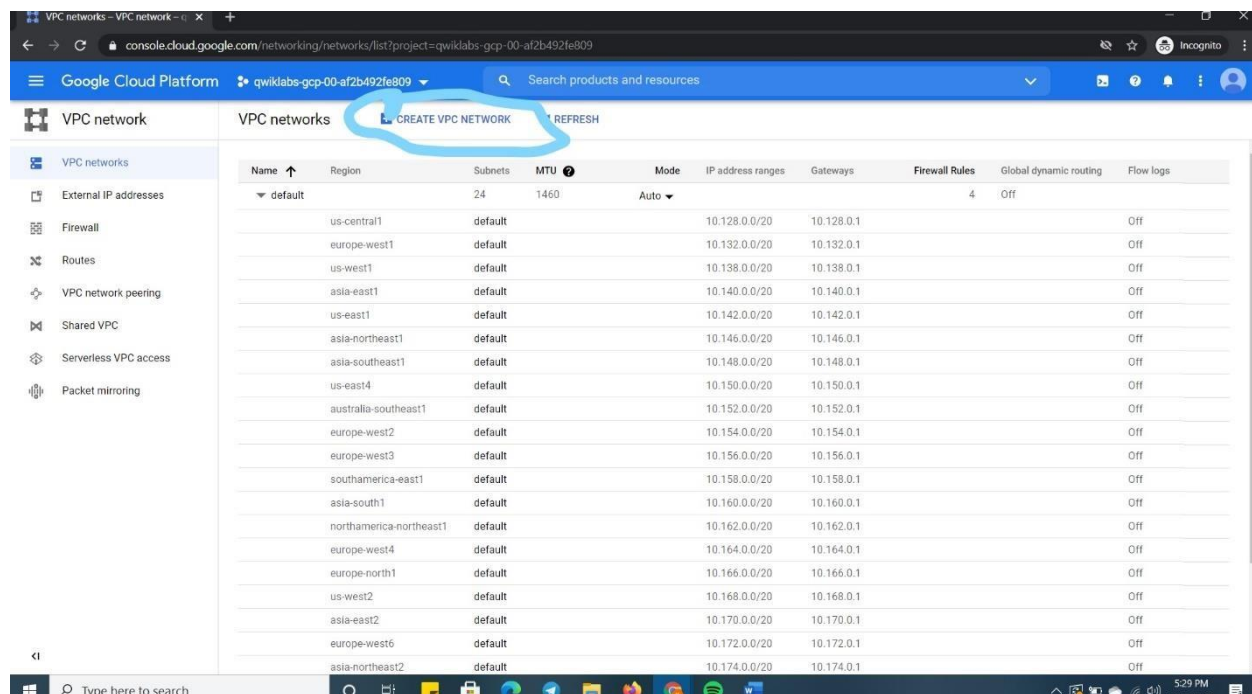 VPC networks – VPC network – q
console.cloud.google.com/networking/networks/list?project=qwiklabs-gcp-00-af2b492fe809
Incognito
Google Cloud Platform
qwiklabs-gcp-00-af2b492fe809
Search products and resources
VPC network
VPC networks
CREATE VPC NETWORK
REFRESH
VPC networks
External IP addresses
Firewall
Routes
VPC network peering
Shared VPC
Serverless VPC access
Packet mirroring
Name Region Subnets MTU Mode IP address ranges Gateways Firewall Rules Global dynamic routing Flow logs
default 24 1460 Auto 4 Off
us-central1 default 10.128.0.0/20 10.128.0.1 Off
europe-west1 default 10.132.0.0/20 10.132.0.1 Off
us-west1 default 10.138.0.0/20 10.138.0.1 Off
asia-east1 default 10.140.0.0/20 10.140.0.1 Off
us-east1 default 10.142.0.0/20 10.142.0.1 Off
asia-northeast1 default 10.146.0.0/20 10.146.0.1 Off
asia-southeast1 default 10.148.0.0/20 10.148.0.1 Off
us-east4 default 10.150.0.0/20 10.150.0.1 Off
australia-southeast1 default 10.152.0.0/20 10.152.0.1 Off
europe-west2 default 10.154.0.0/20 10.154.0.1 Off
europe-west3 default 10.156.0.0/20 10.156.0.1 Off
southamerica-east1 default 10.158.0.0/20 10.158.0.1 Off
asia-south1 default 10.160.0.0/20 10.160.0.1 Off
northamerica-northeast1 default 10.162.0.0/20 10.162.0.1 Off
europe-west4 default 10.164.0.0/20 10.164.0.1 Off
europe-north1 default 10.166.0.0/20 10.166.0.1 Off
us-west2 default 10.168.0.0/20 10.168.0.1 Off
asia-east2 default 10.170.0.0/20 10.170.0.1 Off
europe-west6 default 10.172.0.0/20 10.172.0.1 Off
asia-northeast2 default 10.174.0.0/20 10.174.0.1 Off
Type here to search
5:29 PM